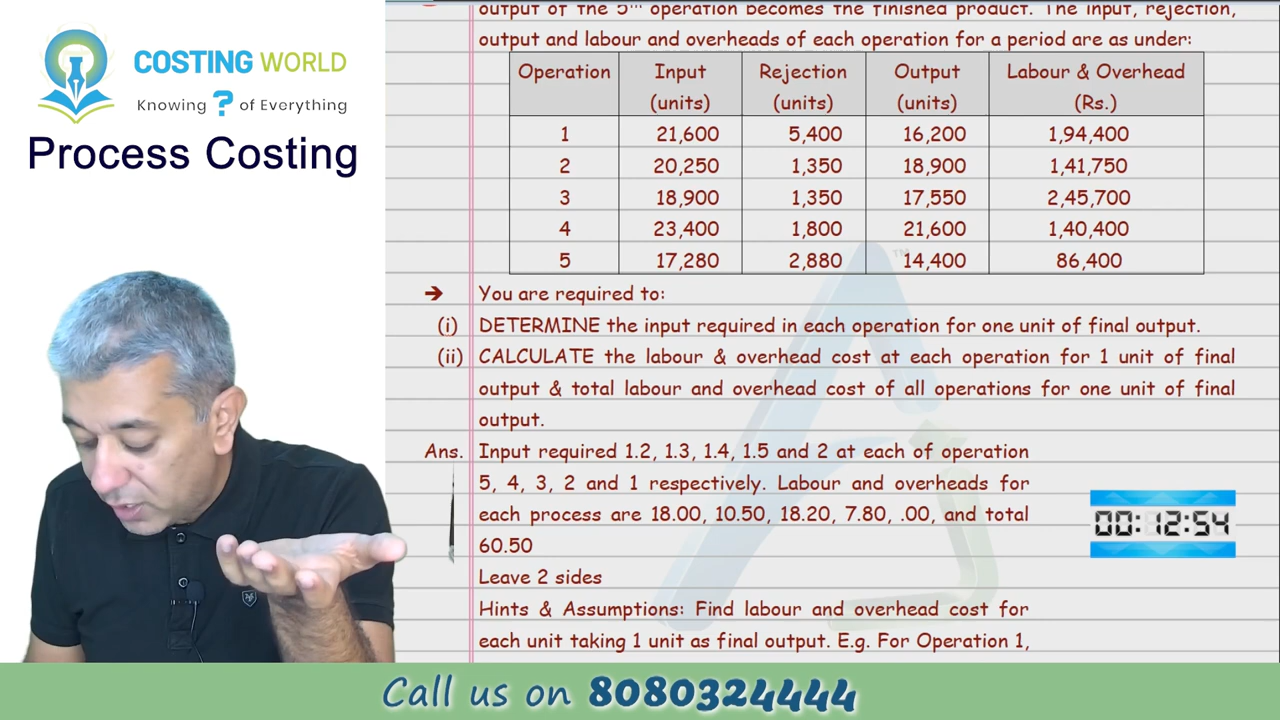 COSTING WORLD
Knowing ? of Everything
Process Costing
output of the 5th operation becomes the finished product. The input, rejection,
output and labour and overheads of each operation for a period are as under:
Operation Input (units) Rejection (units) Output (units) Labour & Overhead (Rs.)
1 21,600 5,400 16,200 1,94,400
2 20,250 1,350 18,900 1,41,750
3 18,900 1,350 17,550 2,45,700
4 23,400 1,800 21,600 1,40,400
5 17,280 2,880 14,400 86,400
➔ You are required to:
(i) DETERMINE the input required in each operation for one unit of final output.
(ii) CALCULATE the labour & overhead cost at each operation for 1 unit of final
output & total labour and overhead cost of all operations for one unit of final
output.
Ans. Input required 1.2, 1.3, 1.4, 1.5 and 2 at each of operation
5, 4, 3, 2 and 1 respectively. Labour and overheads for
each process are 18.00, 10.50, 18.20, 7.80, .00, and total
60.50
Leave 2 sides
Hints & Assumptions: Find labour and overhead cost for
each unit taking 1 unit as final output. E.g. For Operation 1,
00:12:54
TM
Call us on 8080324444